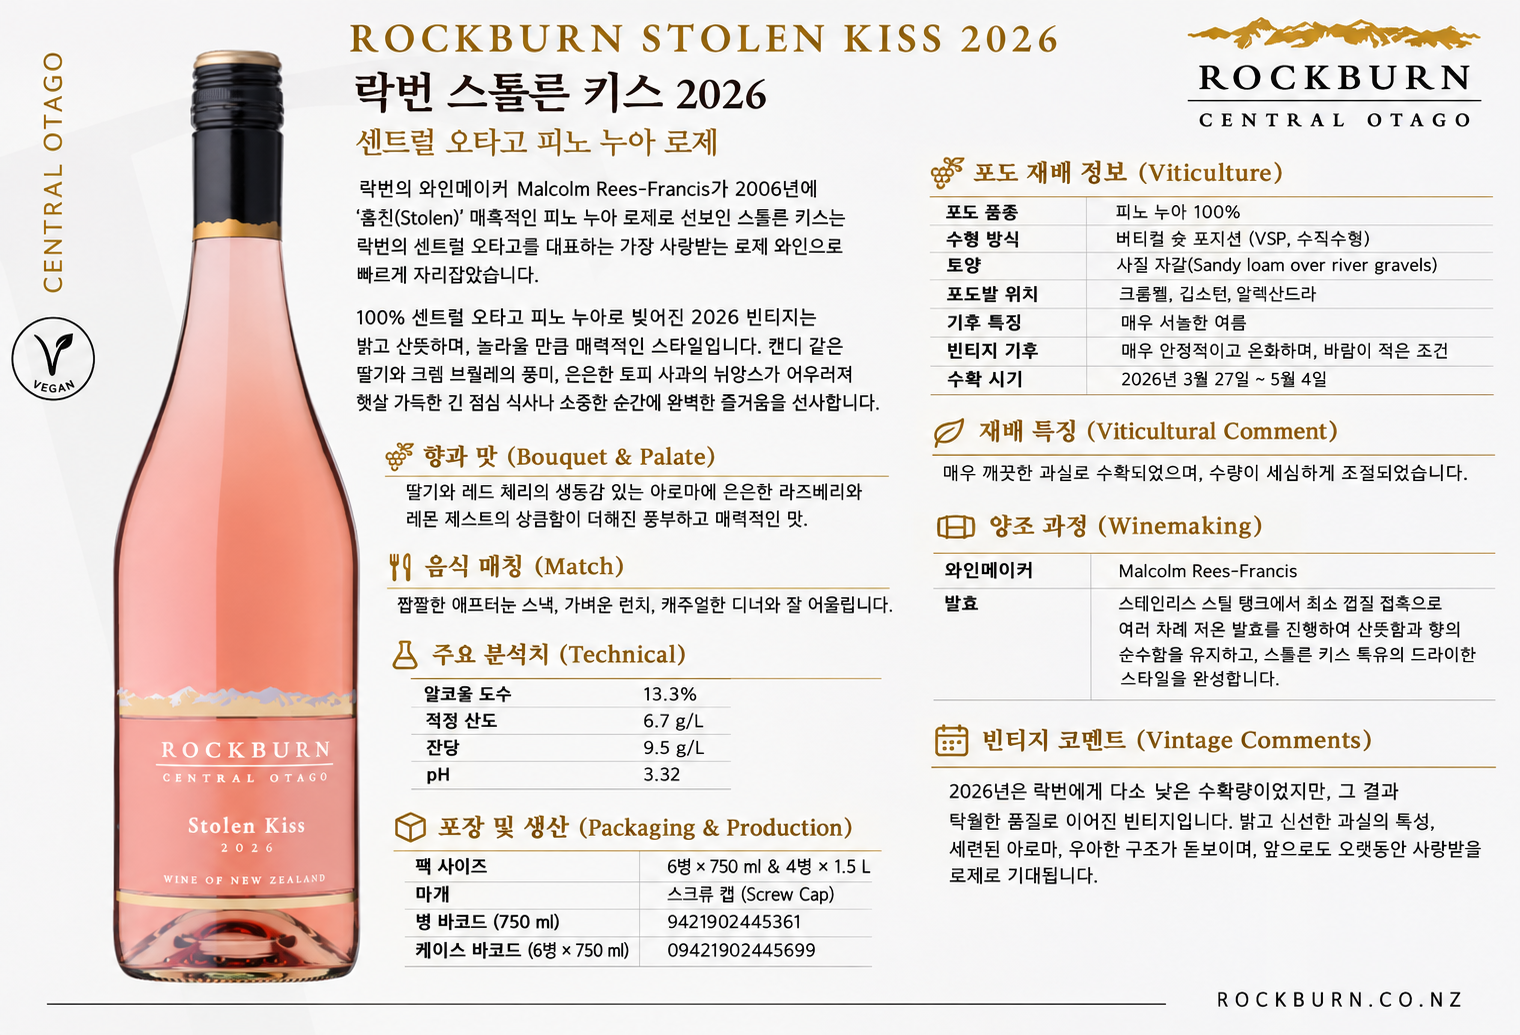 ROCKBURN STOLEN KISS 2026
락번 스톨른 키스 2026
센트럴 오타고 피노 누아 로제
락번의 와인메이커 Malcolm Rees-Francis가 2006년에
‘훔친(Stolen)’ 매혹적인 피노 누아 로제로 선보인 스톨른 키스는
락번의 센트럴 오타고를 대표하는 가장 사랑받는 로제 와인으로
빠르게 자리잡았습니다.
100% 센트럴 오타고 피노 누아로 빚어진 2026 빈티지는
밝고 산뜻하며, 놀라울 만큼 매력적인 스타일입니다. 캔디 같은
딸기와 크렘 브륄레의 풍미, 은은한 토피 사과의 뉘앙스가 어우러져
햇살 가득한 긴 점심 식사나 소중한 순간에 완벽한 즐거움을 선사합니다.
향과 맛 (Bouquet & Palate)
딸기와 레드 체리의 생동감 있는 아로마에 은은한 라즈베리와
레몬 제스트의 상큼함이 더해진 풍부하고 매력적인 맛.
음식 매칭 (Match)
짭짤한 애프터눈 스낵, 가벼운 런치, 캐주얼한 디너와 잘 어울립니다.
주요 분석치 (Technical)
알코올 도수 13.3%
적정 산도 6.7 g/L
잔당 9.5 g/L
pH 3.32
포장 및 생산 (Packaging & Production)
팩 사이즈 6병 × 750 ml & 4병 × 1.5 L
마개 스크류 캡 (Screw Cap)
병 바코드 (750 ml) 9421902445361
케이스 바코드 (6병 × 750 ml) 09421902445699
ROCKBURN
CENTRAL OTAGO
포도 재배 정보 (Viticulture)
포도 품종 피노 누아 100%
수형 방식 버티컬 슛 포지션 (VSP, 수직수형)
토양 사질 자갈(Sandy loam over river gravels)
포도발 위치 크롬웰, 깁스턴, 알렉산드라
기후 특징 매우 서늘한 여름
빈티지 기후 매우 안정적이고 온화하며, 바람이 적은 조건
수확 시기 2026년 3월 27일 ~ 5월 4일
재배 특징 (Viticultural Comment)
매우 깨끗한 과실로 수확되었으며, 수량이 세심하게 조절되었습니다.
양조 과정 (Winemaking)
와인메이커 Malcolm Rees-Francis
발효 스테인리스 스틸 탱크에서 최소 껍질 접촉으로
여러 차례 저온 발효를 진행하여 산뜻함과 향의
순수함을 유지하고, 스톨른 키스 특유의 드라이한
스타일을 완성합니다.
빈티지 코멘트 (Vintage Comments)
2026년은 락번에게 다소 낮은 수확량이었지만, 그 결과
탁월한 품질로 이어진 빈티지입니다. 밝고 신선한 과실의 특성,
세련된 아로마, 우아한 구조가 돋보이며, 앞으로도 오랫동안 사랑받을
로제로 기대됩니다.
CENTRAL OTAGO
VEGAN
ROCKBURN
CENTRAL OTAGO
Stolen Kiss
2026
WINE OF NEW ZEALAND
ROCKBURN.CO.NZ